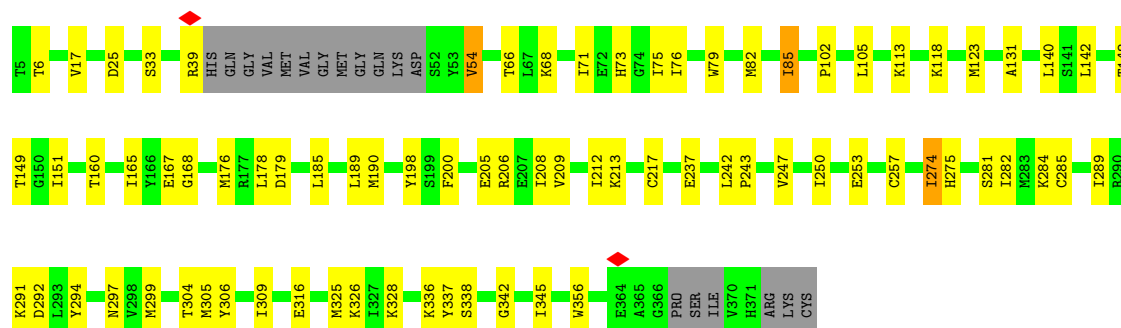 T5 T6 V17 D25 S33 R39 HIS GLN GLY VAL MET VAL GLY MET GLY GLN LYS ASP S52 Y53 V54 T66 L67 K68 I71 E72 H73 G74 I75 I76 W79 M82 I85 P102 L105 K113 K118 M123 A131 L140 S141 L142
T149 G150 I151 T160 I165 Y166 E167 G168 M176 R177 L178 D179 L185 L189 M190 Y198 S199 F200 E205 R206 E207 I208 V209 I212 K213 C217 E237 L242 P243 V247 I250 E253 C257 I274 H275 S281 I282 M283 K284 C285 I289 R290
K291 D292 L293 Y294 N297 V298 M299 T304 M305 Y306 I309 E316 M325 K326 I327 K328 K336 Y337 S338 G342 I345 W356 E364 A365 G366 PRO SER ILE V370 H371 ARG LYS CYS